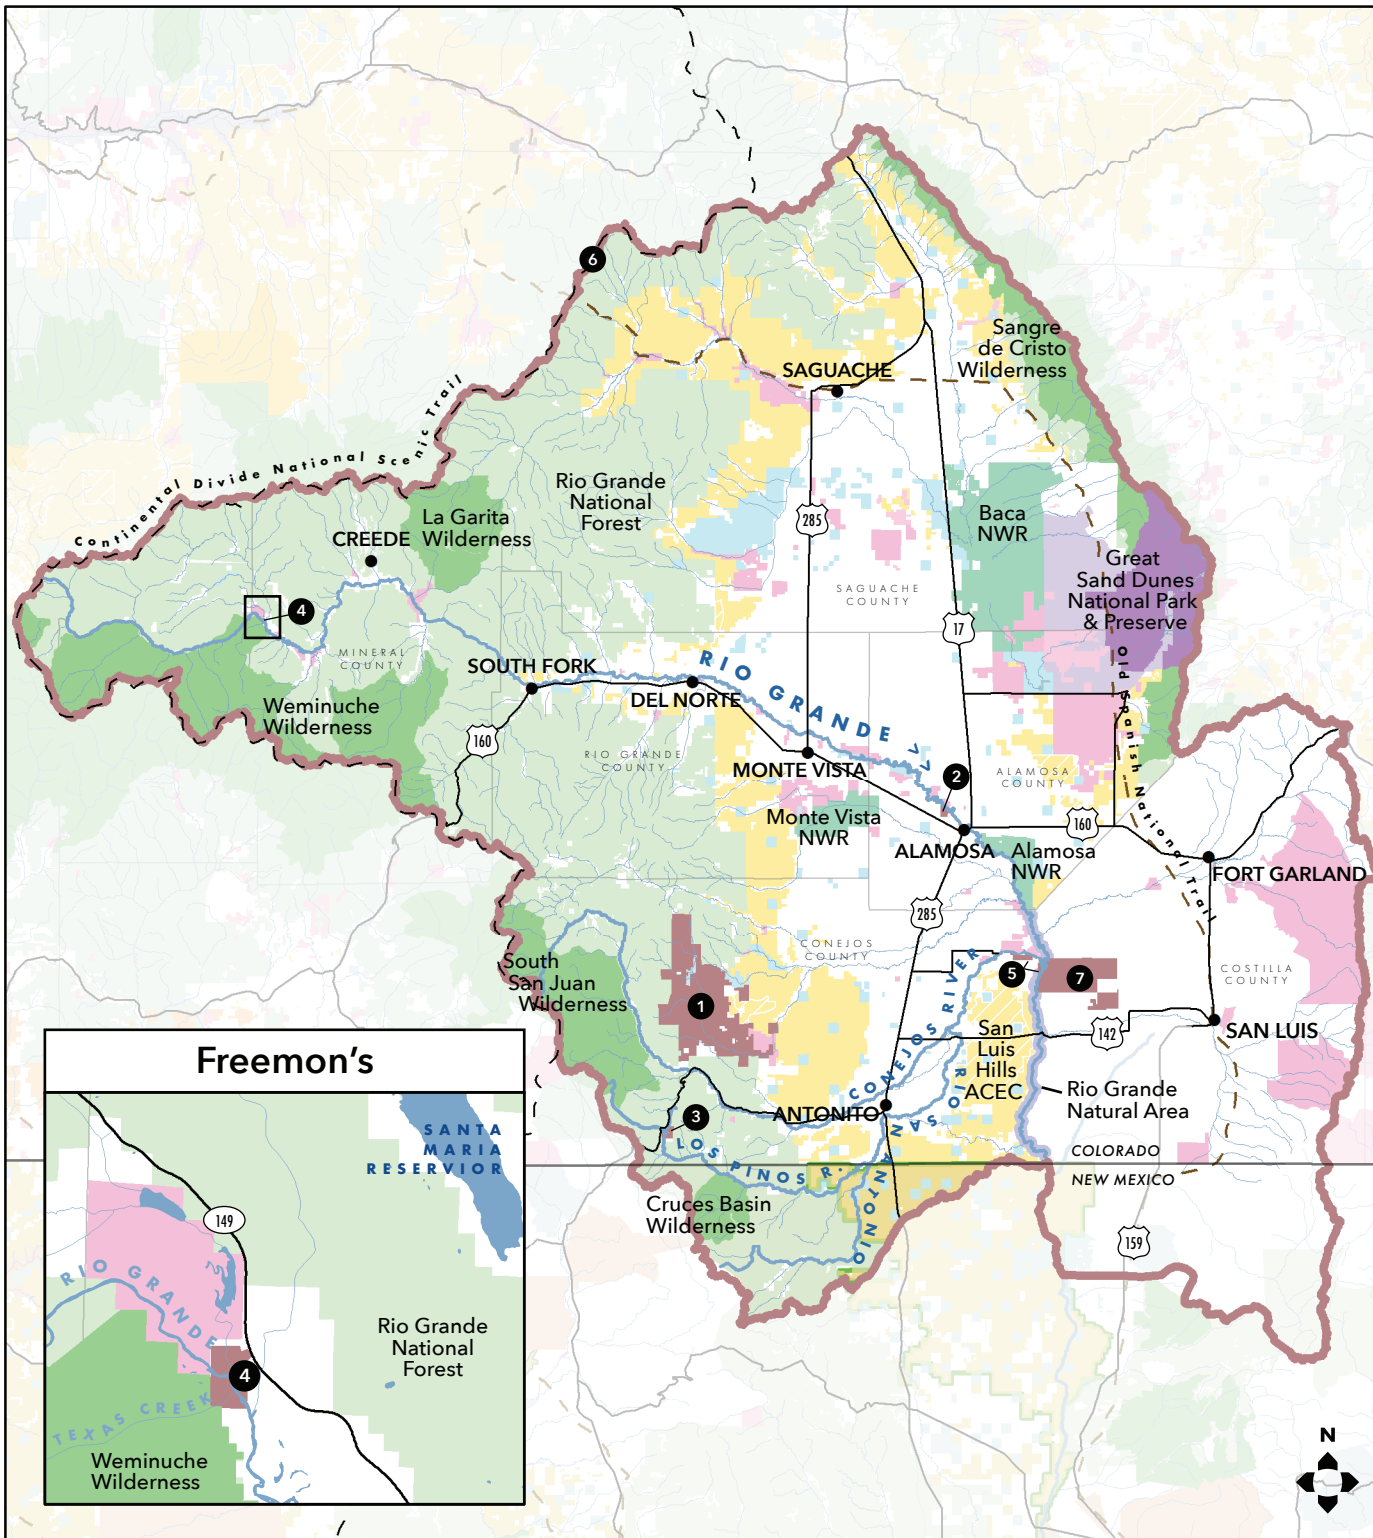 6
Sangre
de Cristo
Wilderness
SAGUACHE
Continental Divide National Scenic Trail
Rio Grande
National
Forest
La Garita
Wilderness
CREEDE
285
Baca
NWR
Great
Sahd Dunes
National Park
& Preserve
SAGUACHE
COUNTY
17
4
MINERAL
COUNTY
Old Spanish National Trail
SOUTH FORK
DEL NORTE
RIO GRANDE
Weminuche
Wilderness
160
RIO GRANDE
COUNTY
MONTE VISTA
ALAMOSA
COUNTY
2
Monte Vista
NWR
160
ALAMOSA
Alamosa
NWR
FORT GARLAND
285
CONEJOS
COUNTY
South
San Juan
Wilderness
CONEJOS RIVER
5
7
COSTILLA
COUNTY
1
San
Luis
Hills
ACEC
142
SAN LUIS
Rio Grande
Natural Area
ANTONITO
RIO SAN ANTONIO
3
LOS PINOS R.
COLORADO
NEW MEXICO
Cruces Basin
Wilderness
159
Freemon's
SANTA
MARIA
RESERVIOR
149
RIO GRANDE
Rio Grande
National
Forest
4
TEXAS CREEK
Weminuche
Wilderness
N